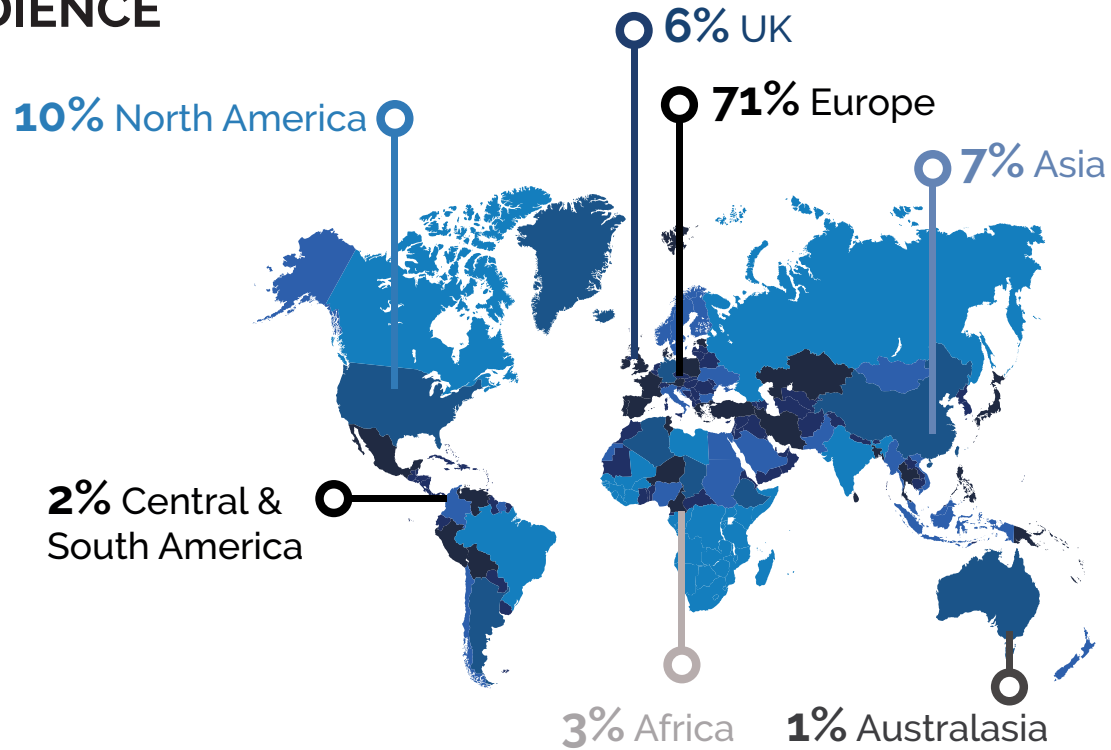 DIENCE
6% UK
71% Europe
10% North America
7% Asia
2% Central &
South America
3% Africa
1% Australasia